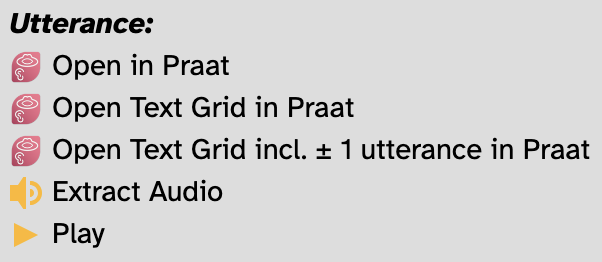 Utterance:
Open in Praat
Open Text Grid in Praat
Open Text Grid incl. ± 1 utterance in Praat
Extract Audio
Play